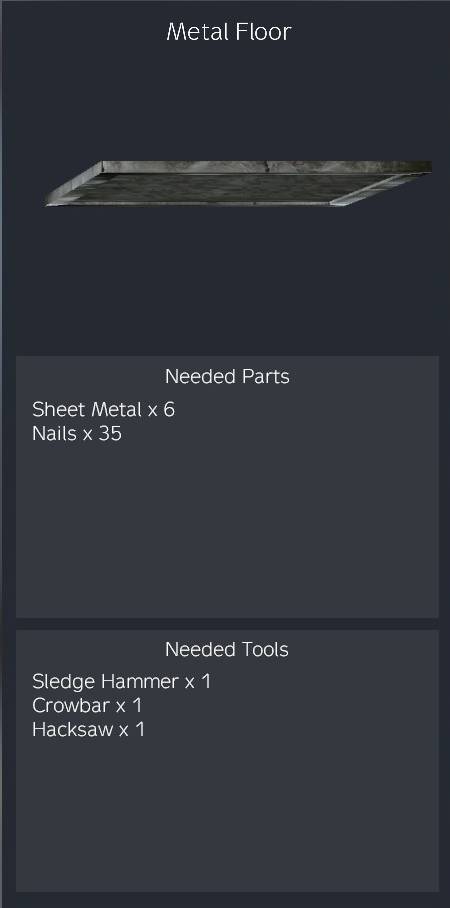 Metal Floor
Needed Parts
Sheet Metal x 6
Nails x 35
Needed Tools
Sledge Hammer x 1
Crowbar x 1
Hacksaw x 1